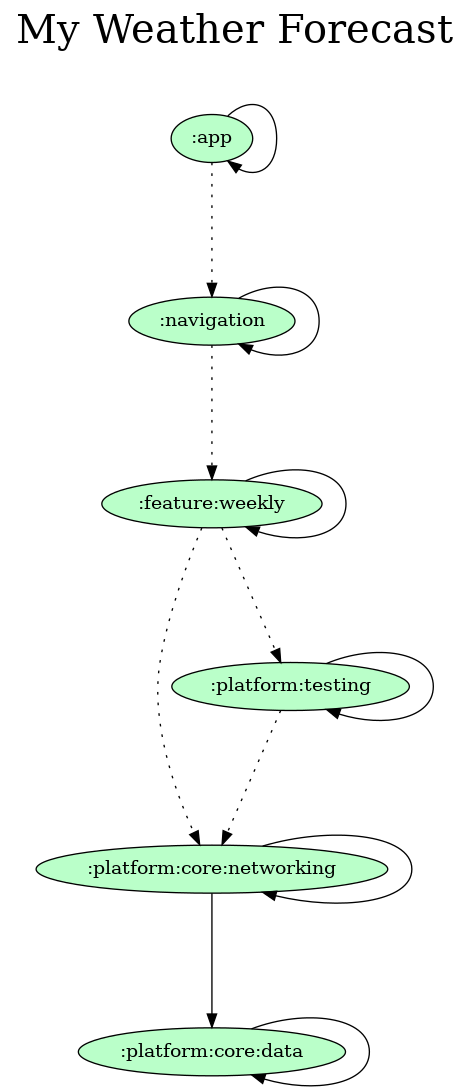 My Weather Forecast
:app
:navigation
:feature:weekly
:platform:testing
:platform:core:networking
:platform:core:data